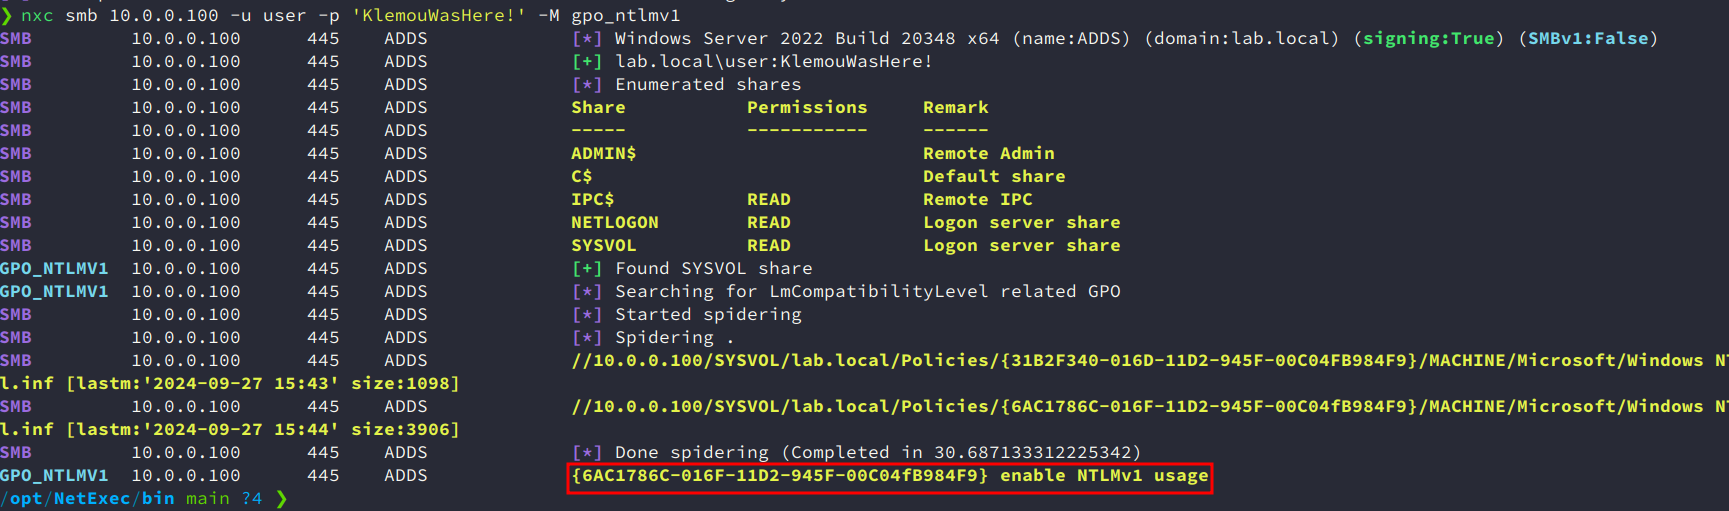 ❯ nxc smb 10.0.0.100 -u user -p 'KlemouWasHere!' -M gpo_ntlmv1
SMB 10.0.0.100 445 ADDS [*] Windows Server 2022 Build 20348 x64 (name:ADDS) (domain:lab.local) (signing:True) (SMBv1:False)
SMB 10.0.0.100 445 ADDS [+] lab.local\user:KlemouWasHere!
SMB 10.0.0.100 445 ADDS [*] Enumerated shares
SMB 10.0.0.100 445 ADDS Share Permissions Remark
SMB 10.0.0.100 445 ADDS ----- ----------- ------
SMB 10.0.0.100 445 ADDS ADMIN$ Remote Admin
SMB 10.0.0.100 445 ADDS C$ Default share
SMB 10.0.0.100 445 ADDS IPC$ READ Remote IPC
SMB 10.0.0.100 445 ADDS NETLOGON READ Logon server share
SMB 10.0.0.100 445 ADDS SYSVOL READ Logon server share
GPO_NTLMV1 10.0.0.100 445 ADDS [+] Found SYSVOL share
GPO_NTLMV1 10.0.0.100 445 ADDS [*] Searching for LmCompatibilityLevel related GPO
SMB 10.0.0.100 445 ADDS [*] Started spidering
SMB 10.0.0.100 445 ADDS [*] Spidering .
SMB 10.0.0.100 445 ADDS //10.0.0.100/SYSVOL/lab.local/Policies/{31B2F340-016D-11D2-945F-00C04FB984F9}/MACHINE/Microsoft/Windows N
l.inf [lastm:'2024-09-27 15:43' size:1098]
SMB 10.0.0.100 445 ADDS //10.0.0.100/SYSVOL/lab.local/Policies/{6AC1786C-016F-11D2-945F-00C04fB984F9}/MACHINE/Microsoft/Windows N
l.inf [lastm:'2024-09-27 15:44' size:3906]
SMB 10.0.0.100 445 ADDS [*] Done spidering (Completed in 30.687133312225342)
GPO_NTLMV1 10.0.0.100 445 ADDS {6AC1786C-016F-11D2-945F-00C04fB984F9} enable NTLMv1 usage
/opt/NetExec/bin main ?4 ❯